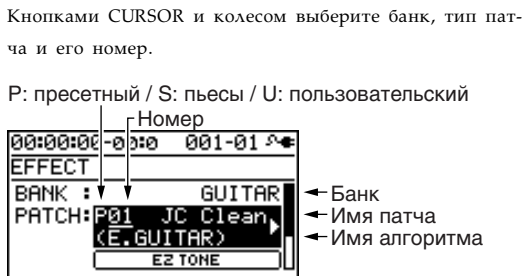 Кнопками CURSOR и колесом выберите банк, тип пат-
ча и его номер.
P: пресетный / S: пьесы / U: пользовательский
Номер
00:00:00-00:0 001-01
EFFECT
BANK : GUITAR
Банк
PATCH:P01 JC Clean
Имя патча
(E.GUITAR)
Имя алгоритма
EZ TONE